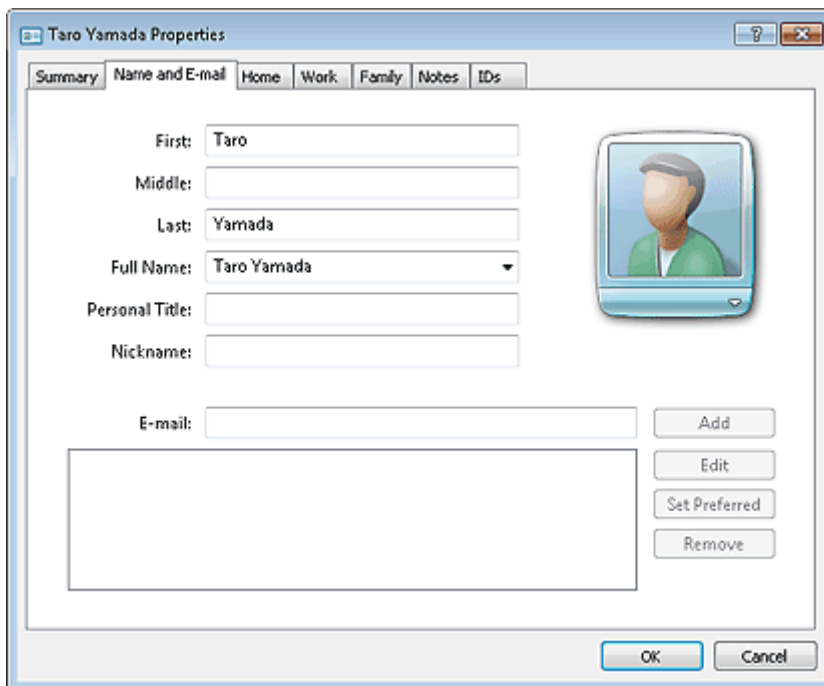 Taro Yamada Properties
?
Summary Name and E-mail Home Work Family Notes IDs
First: Taro
Middle:
Last: Yamada
Full Name: Taro Yamada
Personal Title:
Nickname:
E-mail: Add
Edit
Set Preferred
Remove
OK Cancel